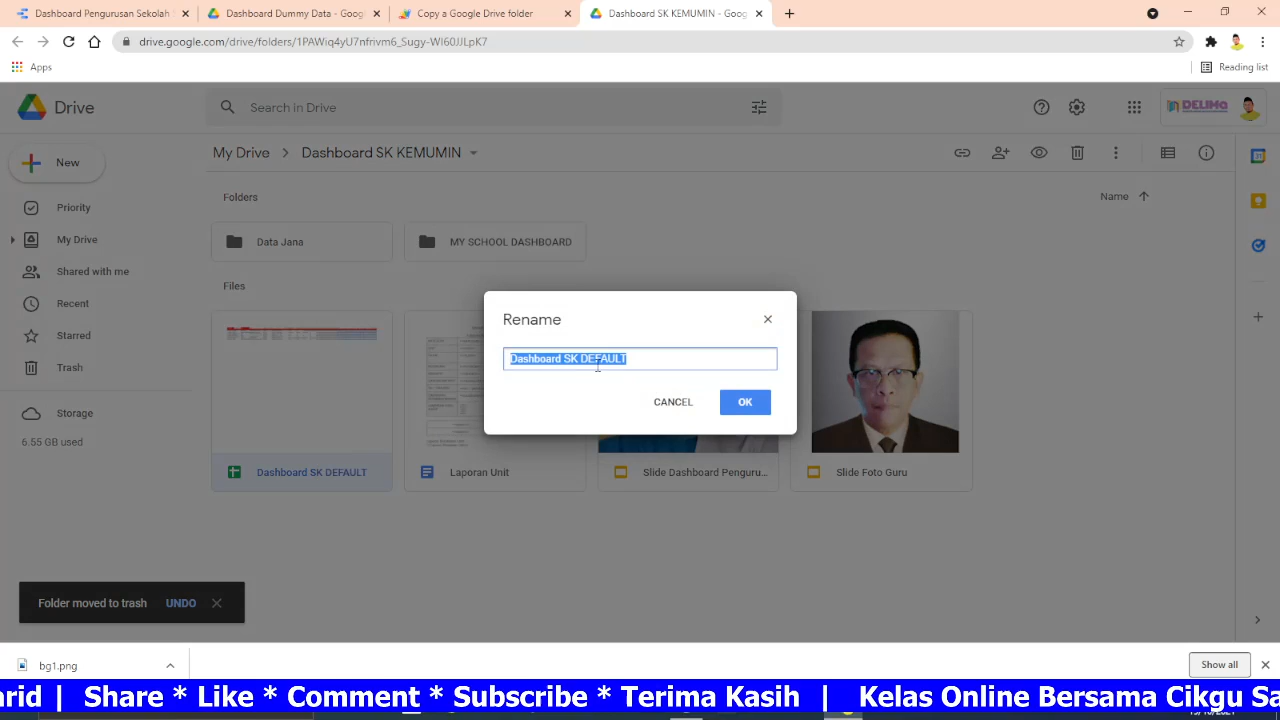 Dashboard Pengurusan Sekolah
Dashboard Dummy Data - Goog
Copy a Google Drive folder
Dashboard SK KEMUMIN - Goog
drive.google.com/drive/folders/1PAWiq4yU7nfrivm6_Sugy-WI60JJLpK7
Apps
Reading list
Drive
Search in Drive
DELIMa
New
My Drive
Dashboard SK KEMUMIN
Priority
My Drive
Shared with me
Recent
Starred
Trash
Storage
6.55 GB used
Folders
Name
Data Jana
MY SCHOOL DASHBOARD
Files
Rename
Dashboard SK DEFAULT
CANCEL
OK
Dashboard SK DEFAULT
Laporan Unit
Slide Dashboard Penguru...
Slide Foto Guru
Folder moved to trash
UNDO
bg1.png
Show all
arid | Share * Like * Comment * Subscribe * Terima Kasih | Kelas Online Bersama Cikgu Sa